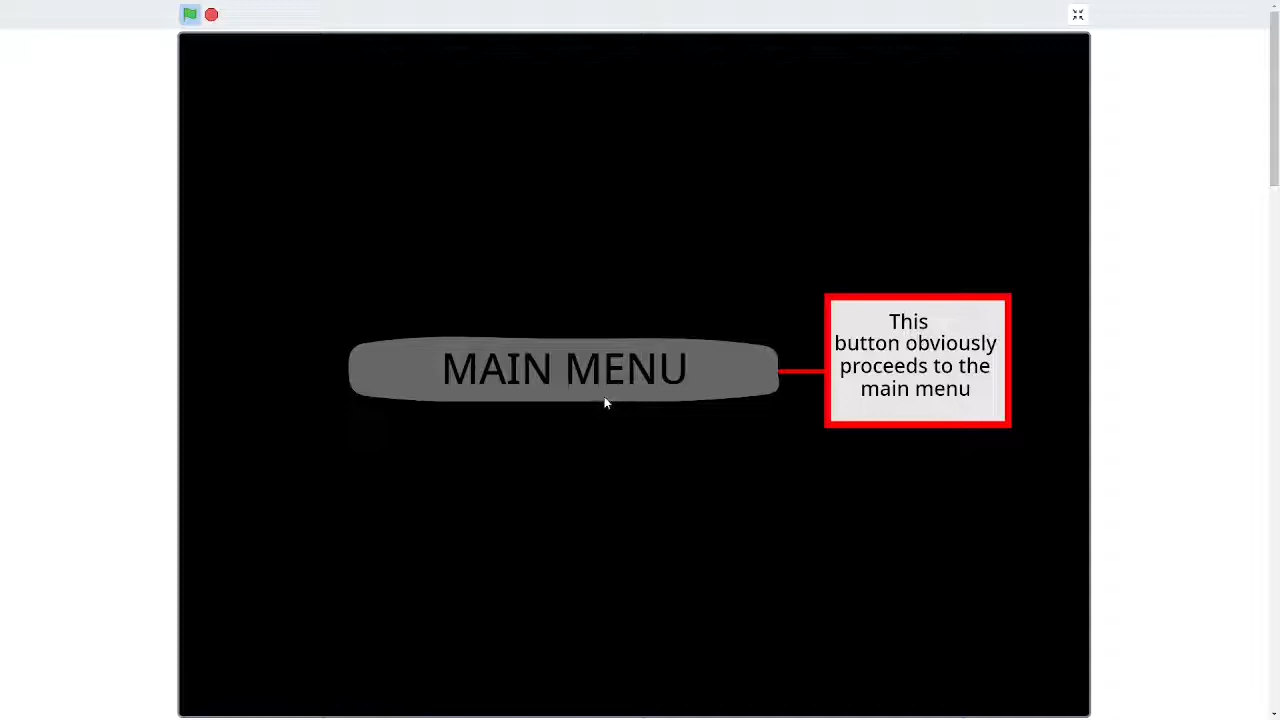 MAIN MENU
This
button obviously
proceeds to the
main menu